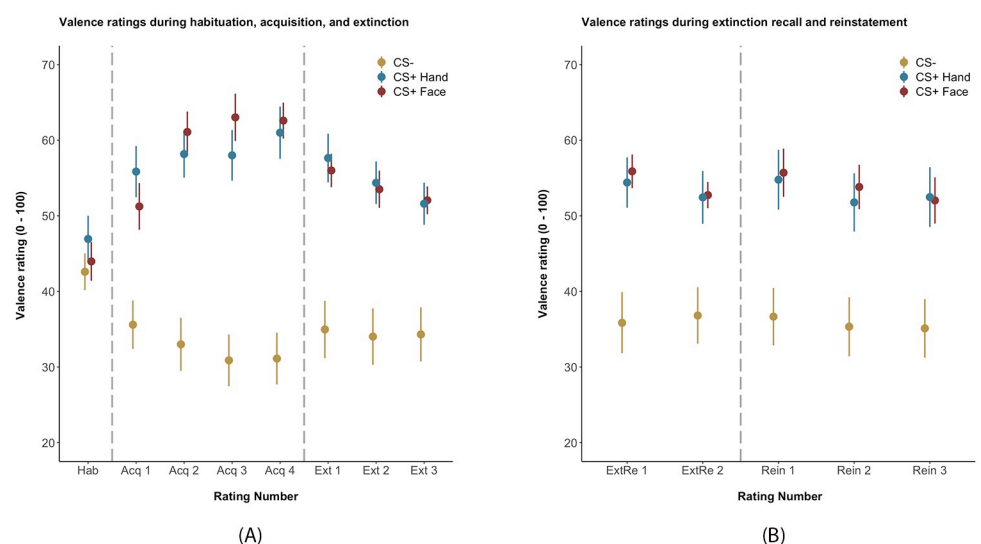 Valence ratings during habituation, acquisition, and extinction
CS-
CS+ Hand
CS+ Face
70
60
50
40
30
20
Valence rating (0 - 100)
Hab Acq 1 Acq 2 Acq 3 Acq 4 Ext 1 Ext 2 Ext 3
Rating Number
(A)
Valence ratings during extinction recall and reinstatement
CS-
CS+ Hand
CS+ Face
70
60
50
40
30
20
Valence rating (0 - 100)
ExtRe 1 ExtRe 2 Rein 1 Rein 2 Rein 3
Rating Number
(B)